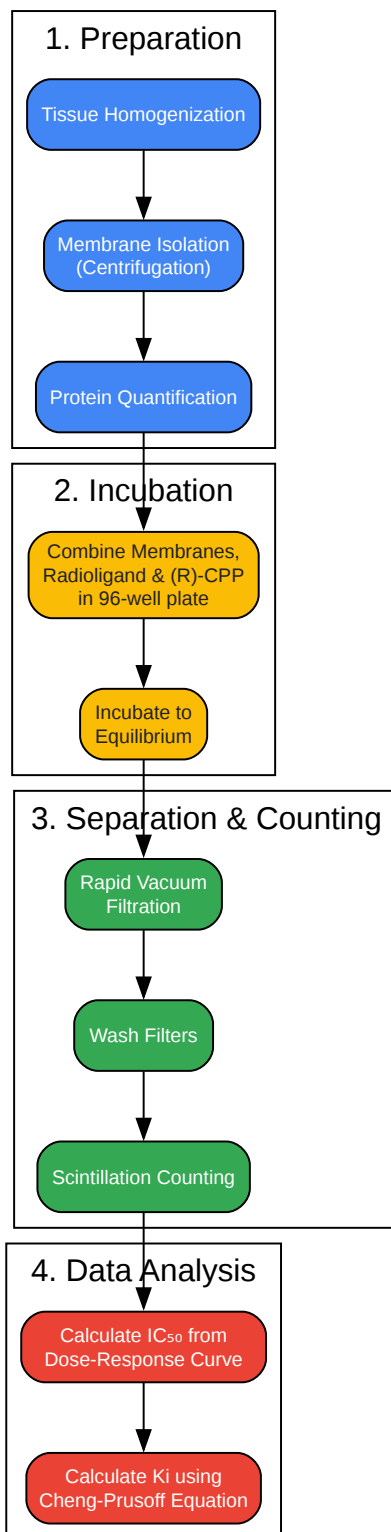 1. Preparation
Tissue Homogenization
Membrane Isolation
(Centrifugation)
Protein Quantification
2. Incubation
Combine Membranes,
Radioligand & (R)-CPP
in 96-well plate
Incubate to
Equilibrium
3. Separation & Counting
Rapid Vacuum
Filtration
Wash Filters
Scintillation Counting
4. Data Analysis
Calculate IC₅₀ from
Dose-Response Curve
Calculate Ki using
Cheng-Prusoff Equation